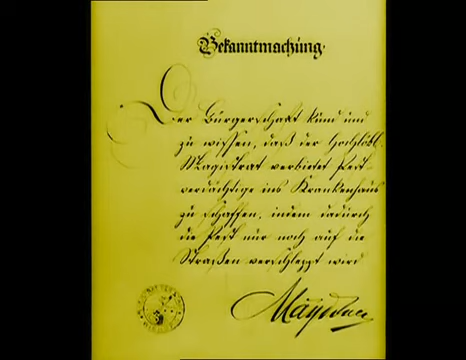 Bekanntmachung.
Der Bürgerschaft kund und
zu wissen, daß der Hochlöbl.
Magistrat verbietet Pest-
verdächtige ins Krankenhaus
zu schaffen, indem dadurch
die Pest nur noch auf die
Straßen verschleppt wird